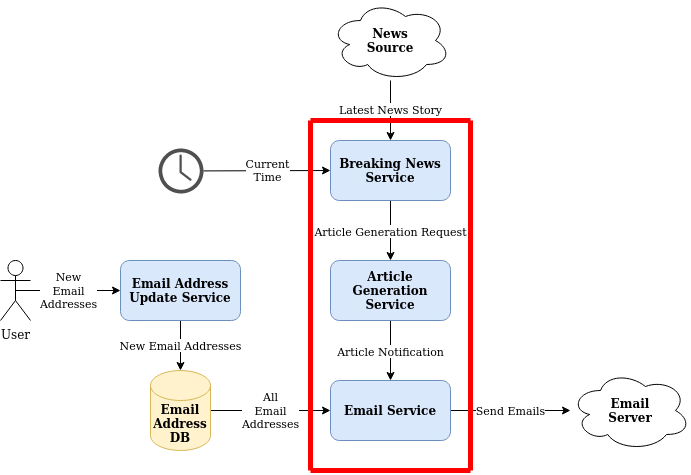 News
Source
Latest News Story
Current
Time
Breaking News
Service
Article Generation Request
New
Email
Addresses
User
Email Address
Update Service
Article
Generation
Service
New Email Addresses
Article Notification
Email
Address
DB
All
Email
Addresses
Email Service
Send Emails
Email
Server